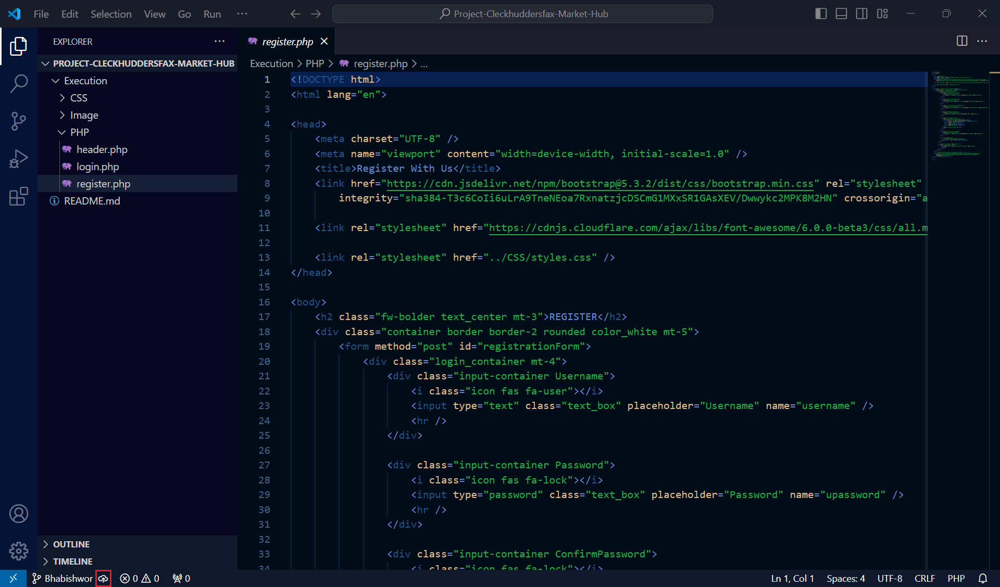 File Edit Selection View Go Run ···
Project-Cleckhuddersfax-Market-Hub
EXPLORER
register.php
PROJECT-CLECKHUDDERSFAX-MARKET-HUB
Execution
CSS
Image
PHP
header.php
login.php
register.php
README.md
OUTLINE
TIMELINE
Execution > PHP > register.php > ...
1 <!DOCTYPE html>
2 <html lang="en">
3
4 <head>
5 <meta charset="UTF-8" />
6 <meta name="viewport" content="width=device-width, initial-scale=1.0" />
7 <title>Register With Us</title>
8 <link href="https://cdn.jsdelivr.net/npm/bootstrap@5.3.2/dist/css/bootstrap.min.css" rel="stylesheet"
9 integrity="sha384-T3c6CoIi6uLrA9TneNEoa7RxnatzjcDSCmG1MXxSR1GAsXEV/Dwwykc2MPK8M2HN" crossorigin="a
10
11 <link rel="stylesheet" href="https://cdnjs.cloudflare.com/ajax/libs/font-awesome/6.0.0-beta3/css/all.m
12
13 <link rel="stylesheet" href="../CSS/styles.css" />
14 </head>
15
16 <body>
17 <h2 class="fw-bolder text_center mt-3">REGISTER</h2>
18 <div class="container border border-2 rounded color_white mt-5">
19 <form method="post" id="registrationForm">
20 <div class="login_container mt-4">
21 <div class="input-container Username">
22 <i class="icon fas fa-user"></i>
23 <input type="text" class="text_box" placeholder="Username" name="username" />
24 <hr />
25 </div>
26
27 <div class="input-container Password">
28 <i class="icon fas fa-lock"></i>
29 <input type="password" class="text_box" placeholder="Password" name="upassword" />
30 <hr />
31 </div>
32
33 <div class="input-container ConfirmPassword">
34 <i class="icon fas fa-lock"></i>
Bhabishwor 0 0 0 Ln 1, Col 1 Spaces: 4 UTF-8 CRLF PHP